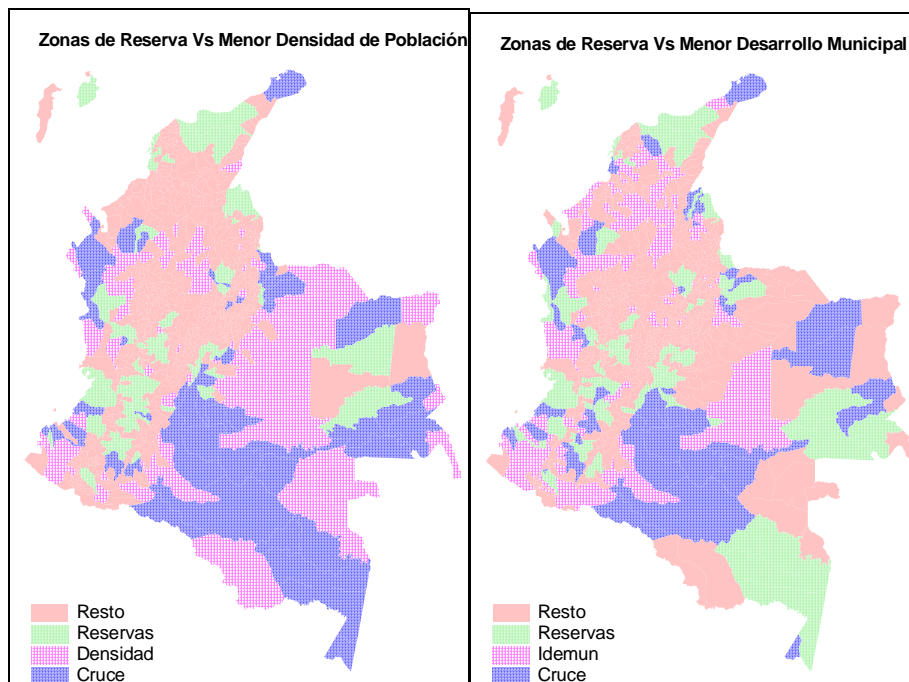 Zonas de Reserva Vs Menor Densidad de Población
Resto
Reservas
Densidad
Cruce
Zonas de Reserva Vs Menor Desarrollo Municipal
Resto
Reservas
Idemun
Cruce